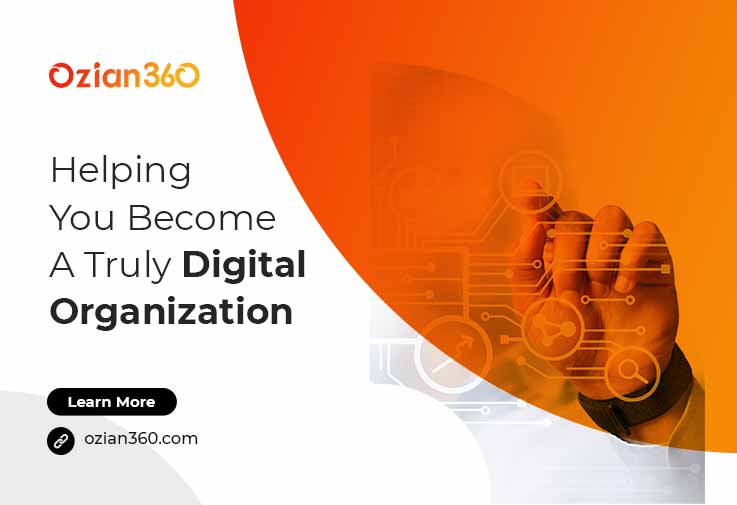 Ozian360
Helping
You Become
A Truly Digital
Organization
Learn More
ozian360.com